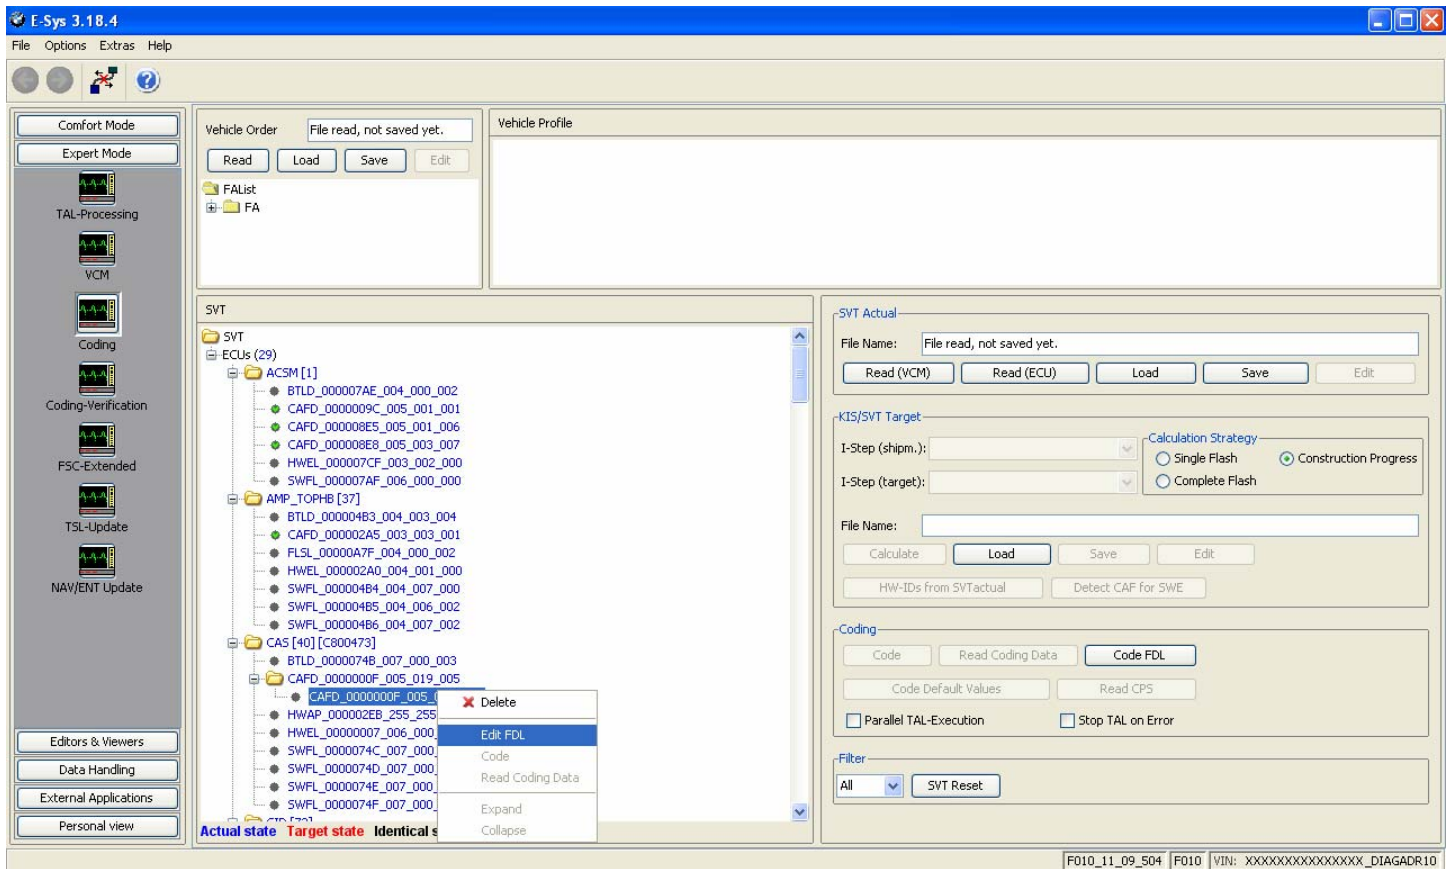 E-Sys 3.18.4
File Options Extras Help
Comfort Mode
Expert Mode
TAL-Processing
VCM
Coding
Coding-Verification
FSC-Extended
TSL-Update
NAV/ENT Update
Editors & Viewers
Data Handling
External Applications
Personal view
Vehicle Order File read, not saved yet.
Read Load Save Edit
FAList
FA
Vehicle Profile
SVT
SVT
ECUs (29)
ACSM [1]
BTLD_000007AE_004_000_002
CAFD_0000009C_005_001_001
CAFD_000008E5_005_001_006
CAFD_000008E8_005_003_007
HWEL_000007CF_003_002_000
SWFL_000007AF_006_000_000
AMP_TOPHB [37]
BTLD_000004B3_004_003_004
CAFD_000002A5_003_003_001
FLSL_00000A7F_004_000_002
HWEL_000002A0_004_001_000
SWFL_000004B4_004_007_000
SWFL_000004B5_004_006_002
SWFL_000004B6_004_007_002
CAS [40] [C800473]
BTLD_0000074B_007_000_003
CAFD_0000000F_005_019_005
CAFD_0000000F_005_
HWAP_000002EB_255_255
HWEL_00000007_006_000_
SWFL_0000074C_007_000_
SWFL_0000074D_007_000_
SWFL_0000074E_007_000_
SWFL_0000074F_007_000_
Actual state Target state Identical s
Delete
Edit FDL
Code
Read Coding Data
Expand
Collapse
SVT Actual
File Name: File read, not saved yet.
Read (VCM) Read (ECU) Load Save Edit
KIS/SVT Target
I-Step (shipm.):
I-Step (target):
Calculation Strategy
Single Flash Construction Progress
Complete Flash
File Name:
Calculate Load Save Edit
HW-IDs from SVTactual Detect CAF for SWE
Coding
Code Read Coding Data Code FDL
Code Default Values Read CPS
Parallel TAL-Execution Stop TAL on Error
Filter
All SVT Reset
F010_11_09_504 F010 VIN: XXXXXXXXXXXXXXX_DIAGADR10